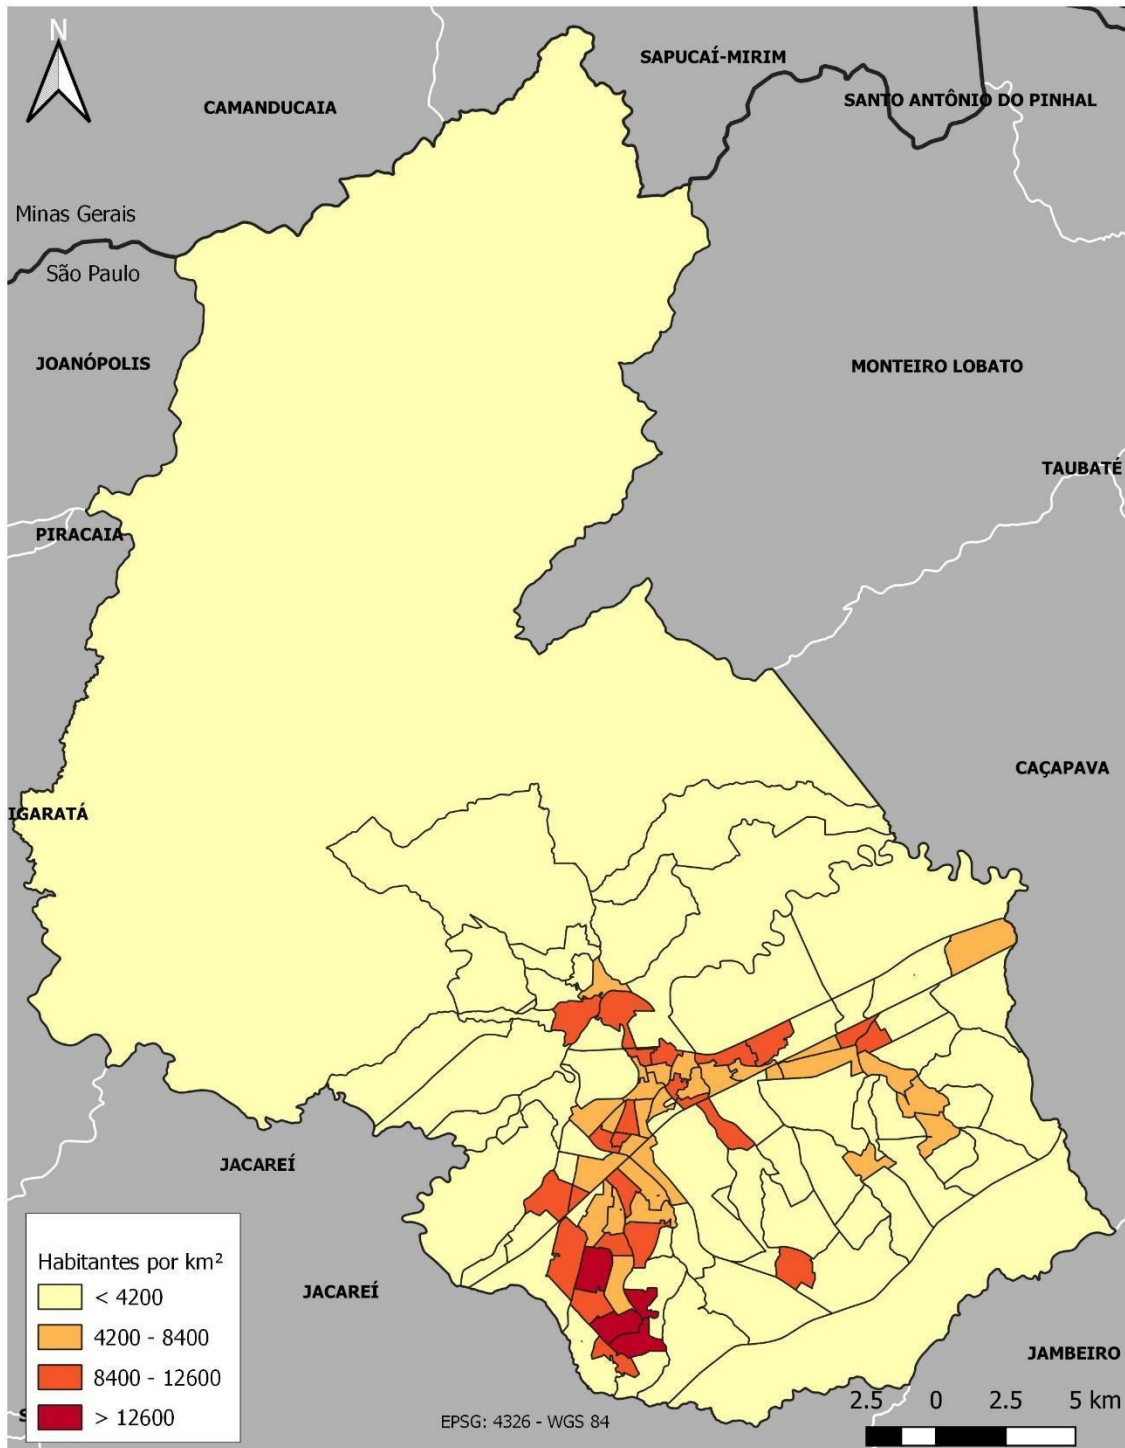 N
SAPUCAÍ-MIRIM
CAMANDUCAIA
SANTO ANTÔNIO DO PINHAL
Minas Gerais
São Paulo
JOANÓPOLIS
MONTEIRO LOBATO
TAUBATÉ
PIRACAIA
CAÇAPAVA
IGARATÁ
JACAREÍ
Habitantes por km²
< 4200
4200 - 8400
8400 - 12600
> 12600
JACAREÍ
JAMBEIRO
2.5 0 2.5 5 km
EPSG: 4326 - WGS 84